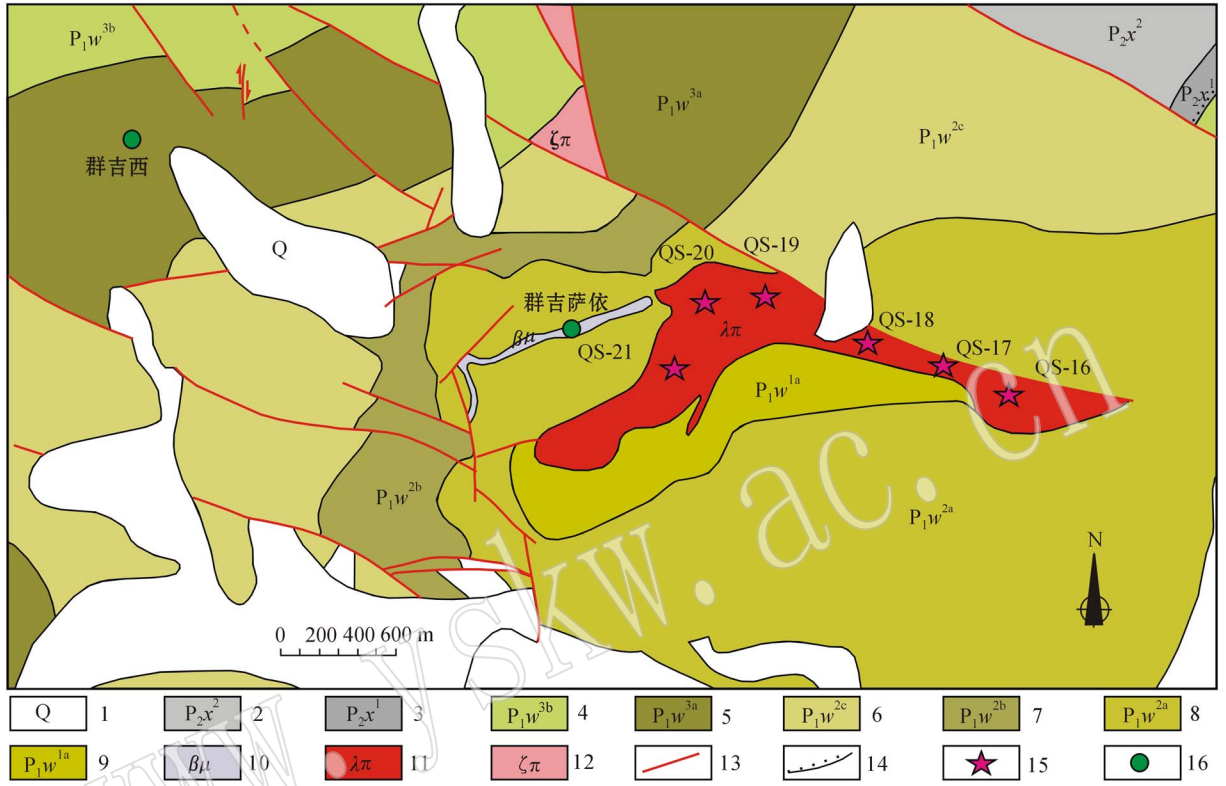 P₁w³ᵇ
P₂x²
P₂x¹
P₁w³ᵃ
P₁w²ᶜ
ζπ
群吉西
Q
QS-20
QS-19
群吉萨依
βμ
QS-21
λπ
QS-18
QS-17
QS-16
P₁w¹ᵃ
P₁w²ᵇ
P₁w²ᵃ
N
0 200 400 600 m
Q 1 P₂x² 2 P₂x¹ 3 P₁w³ᵇ 4 P₁w³ᵃ 5 P₁w²ᶜ 6 P₁w²ᵇ 7 P₁w²ᵃ 8
P₁w¹ᵃ 9 βμ 10 λπ 11 ζπ 12 13 14 15 16
www.yskw.ac.cn